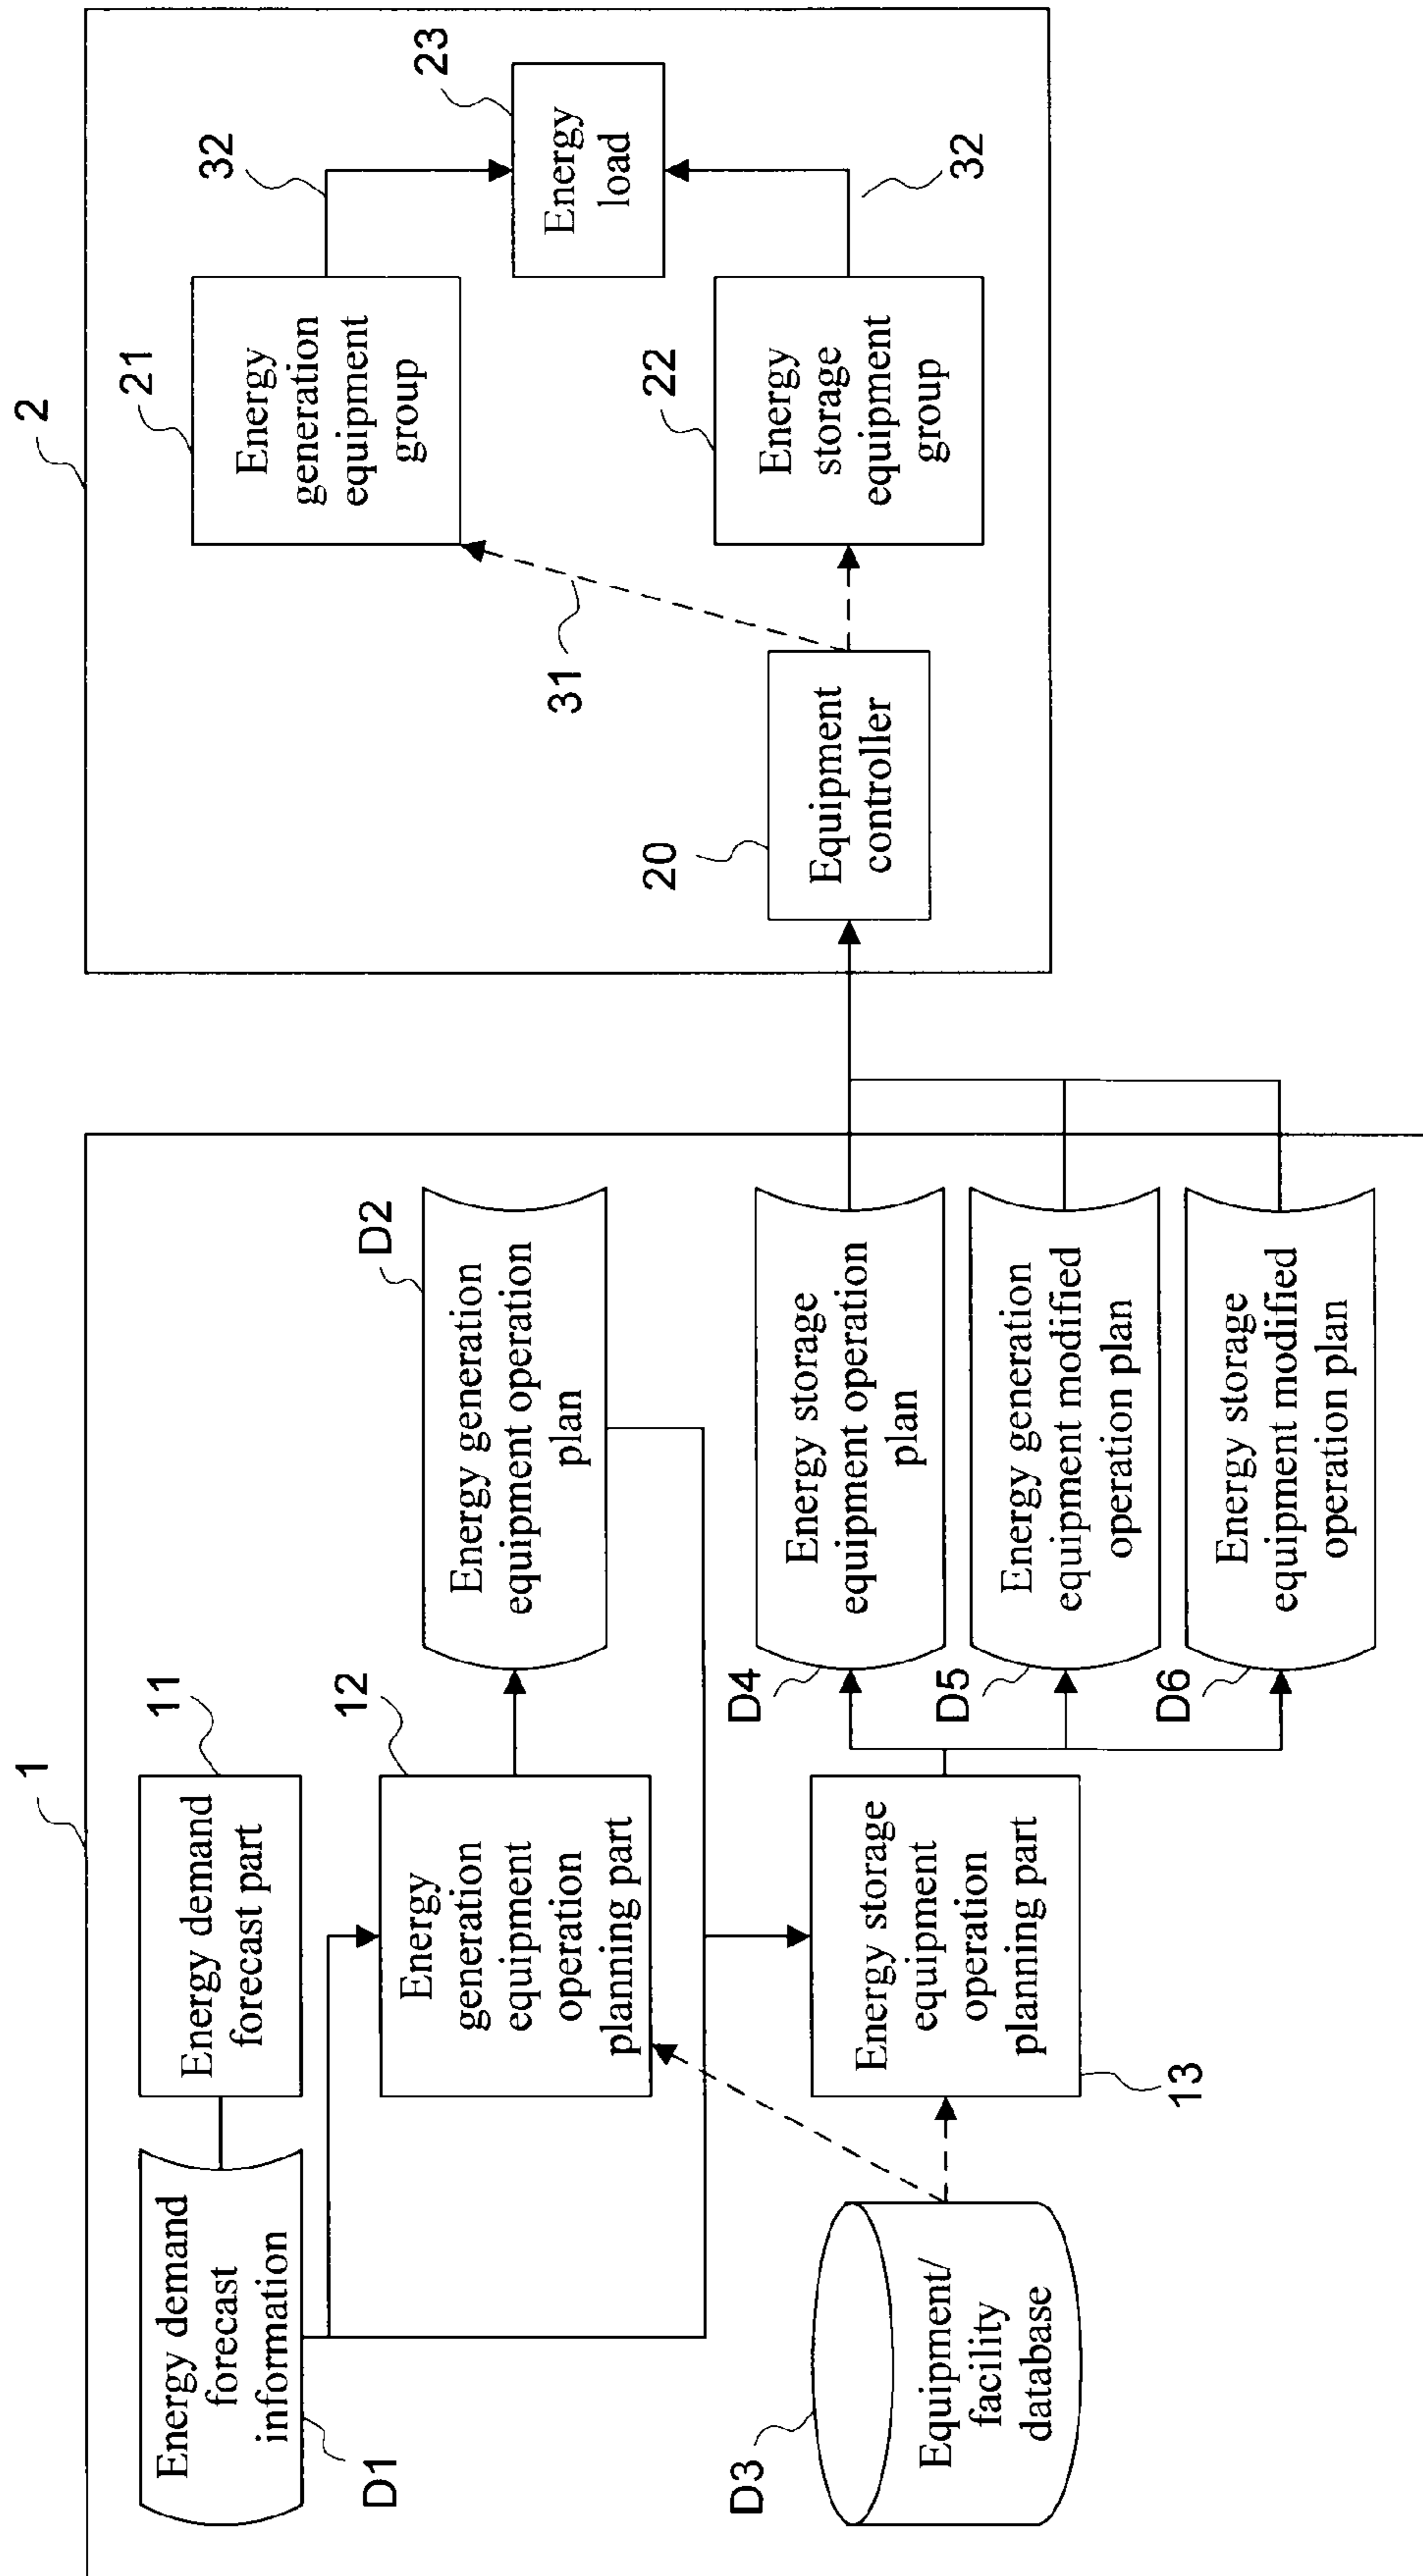 1
Energy demand
forecast
information
D1
Energy demand
forecast part
11
Energy
generation
equipment
operation
planning part
12
Energy generation
equipment operation
plan
D2
Equipment/
facility
database
D3
Energy storage
equipment
operation
planning part
13
Energy storage
equipment operation
plan
D4
Energy generation
equipment modified
operation plan
D5
Energy storage
equipment modified
operation plan
D6
2
Equipment
controller
20
31
Energy
generation
equipment
group
21
32
Energy
storage
equipment
group
22
32
Energy
load
23